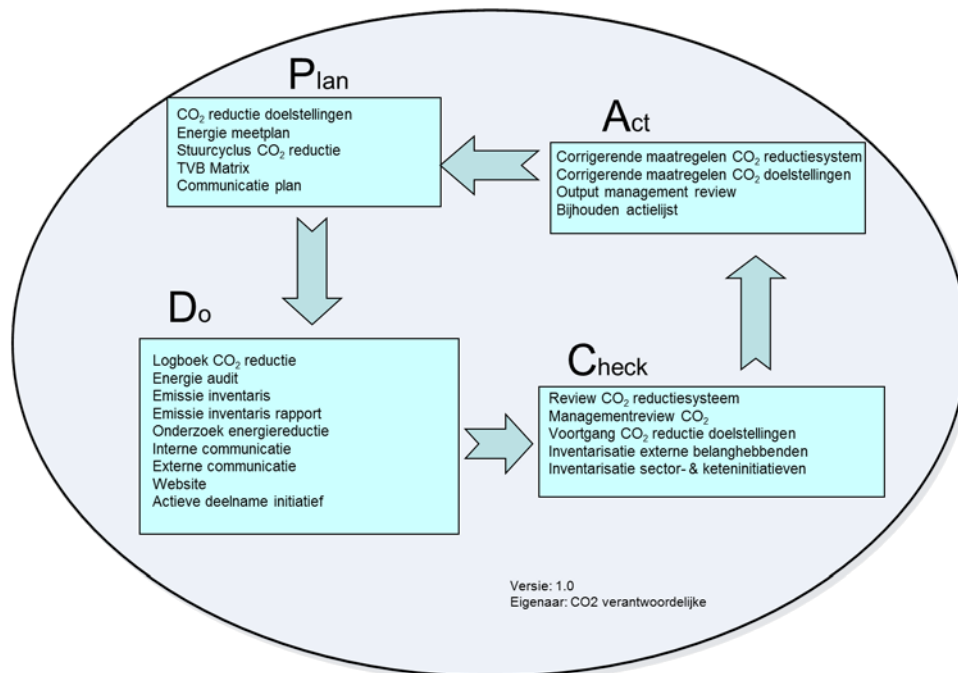 Plan
CO₂ reductie doelstellingen
Energie meetplan
Stuurcyclus CO₂ reductie
TVB Matrix
Communicatie plan
Act
Corrigerende maatregelen CO₂ reductiesystem
Corrigerende maatregelen CO₂ doelstellingen
Output management review
Bijhouden actielijst
Do
Logboek CO₂ reductie
Energie audit
Emissie inventaris
Emissie inventaris rapport
Onderzoek energiereductie
Interne communicatie
Externe communicatie
Website
Actieve deelname initiatief
Check
Review CO₂ reductiesysteem
Managementreview CO₂
Voortgang CO₂ reductie doelstellingen
Inventarisatie externe belanghebbenden
Inventarisatie sector- & keteninitiatieven
Versie: 1.0
Eigenaar: CO2 verantwoordelijke